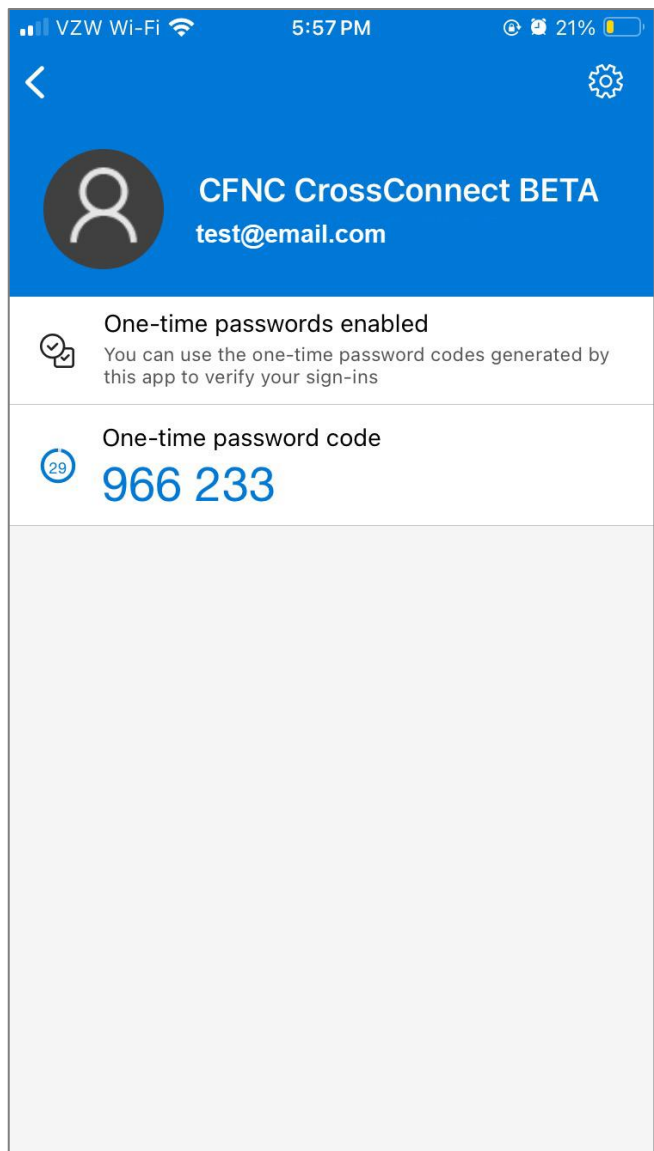 VZW Wi-Fi 5:57 PM 21%
CFNC CrossConnect BETA
test@email.com
One-time passwords enabled
You can use the one-time password codes generated by
this app to verify your sign-ins
One-time password code
29
966 233